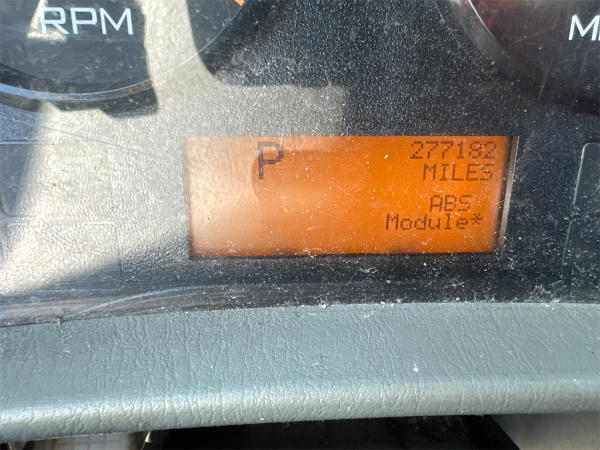 RPM
P
277182
MILES
ABS
Module*